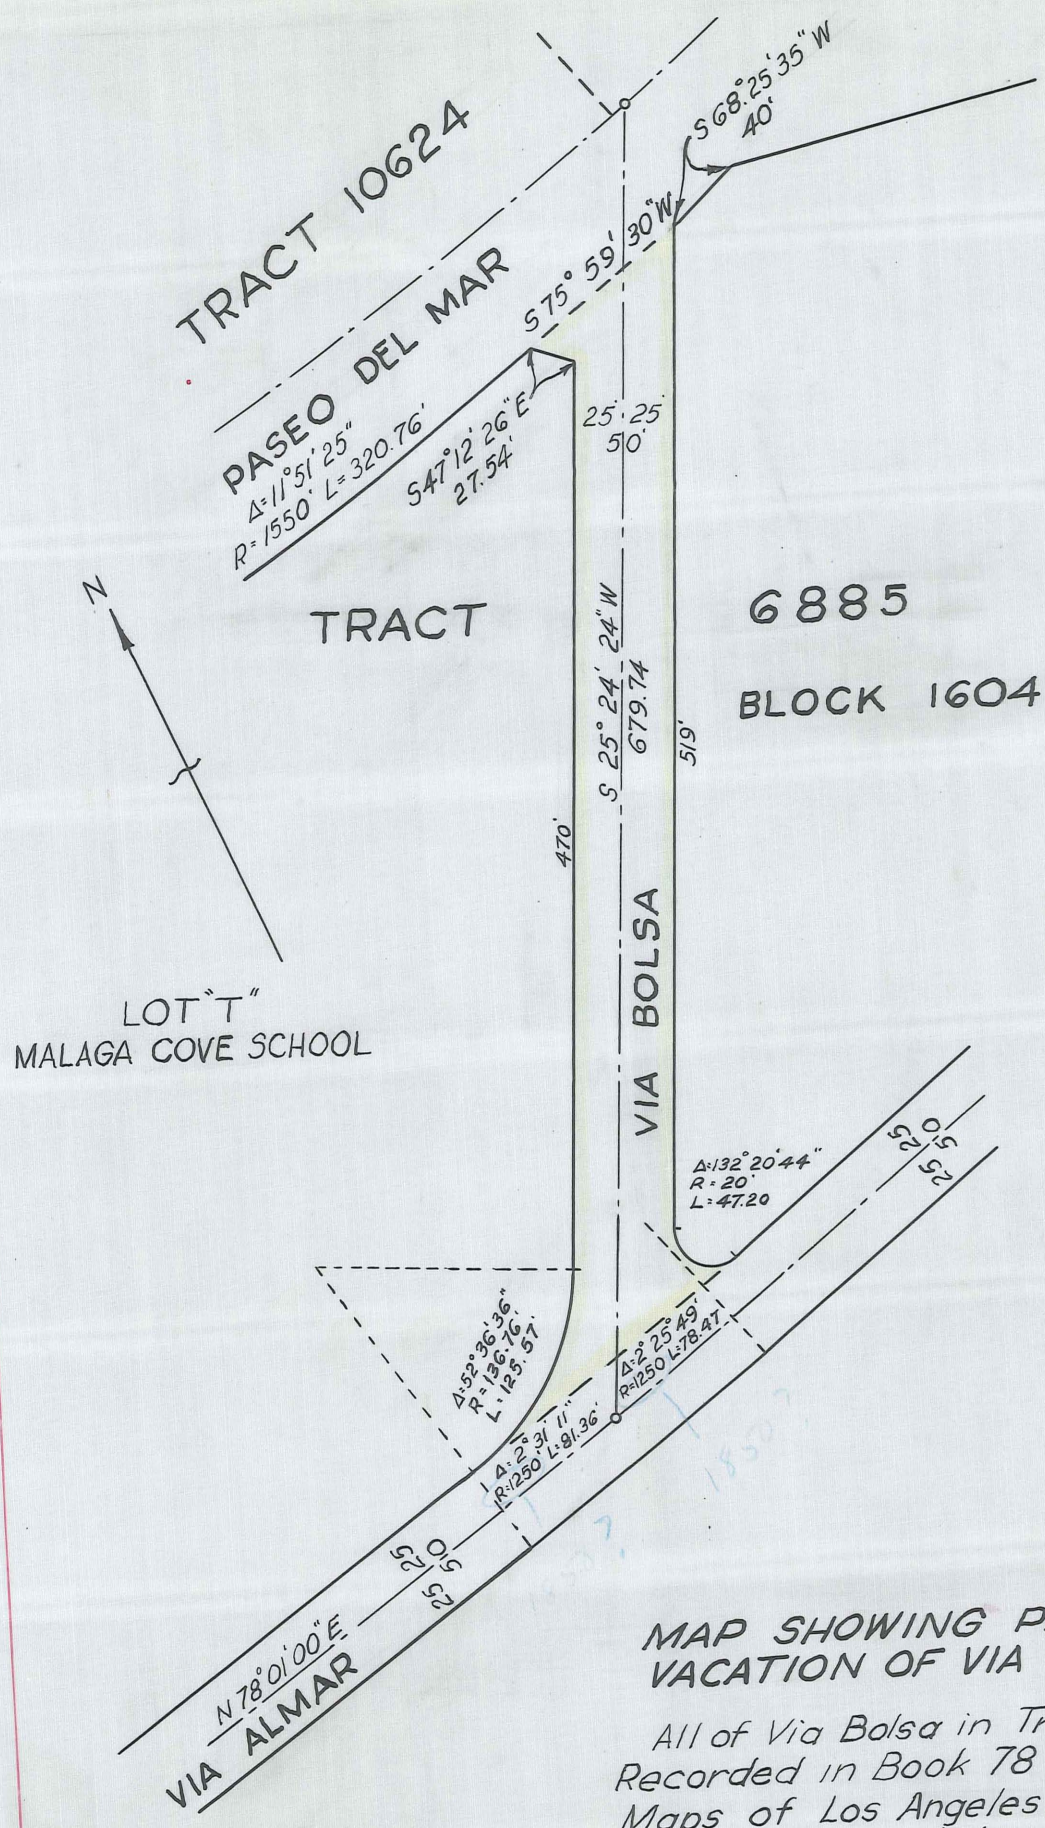 TRACT 10624
S 68° 25' 35" W
40'
S 75° 59' 30" W
PASEO DEL MAR
Δ=11° 51' 25"
R=1550' L=320.76'
S 47° 12' 26" E
27.54'
25' 25'
50'
N
TRACT
6885
BLOCK 1604
S 25° 24' 24" W
679.74
519'
470'
VIA BOLSA
LOT "T"
MALAGA COVE SCHOOL
Δ=132° 20' 44"
R=20'
L=47.20
25
50
25
Δ=52° 36' 36"
R=136.76'
L=125.57'
Δ=2° 25' 49"
R=1250 L=78.47
Δ=2° 31' 11"
R=1250' L=81.36'
25
50
25
N 78° 01' 00" E
VIA ALMAR
MAP SHOWING
VACATION OF VIA
All of Via Bolsa in
Recorded in Book 78
Maps of Los Angeles